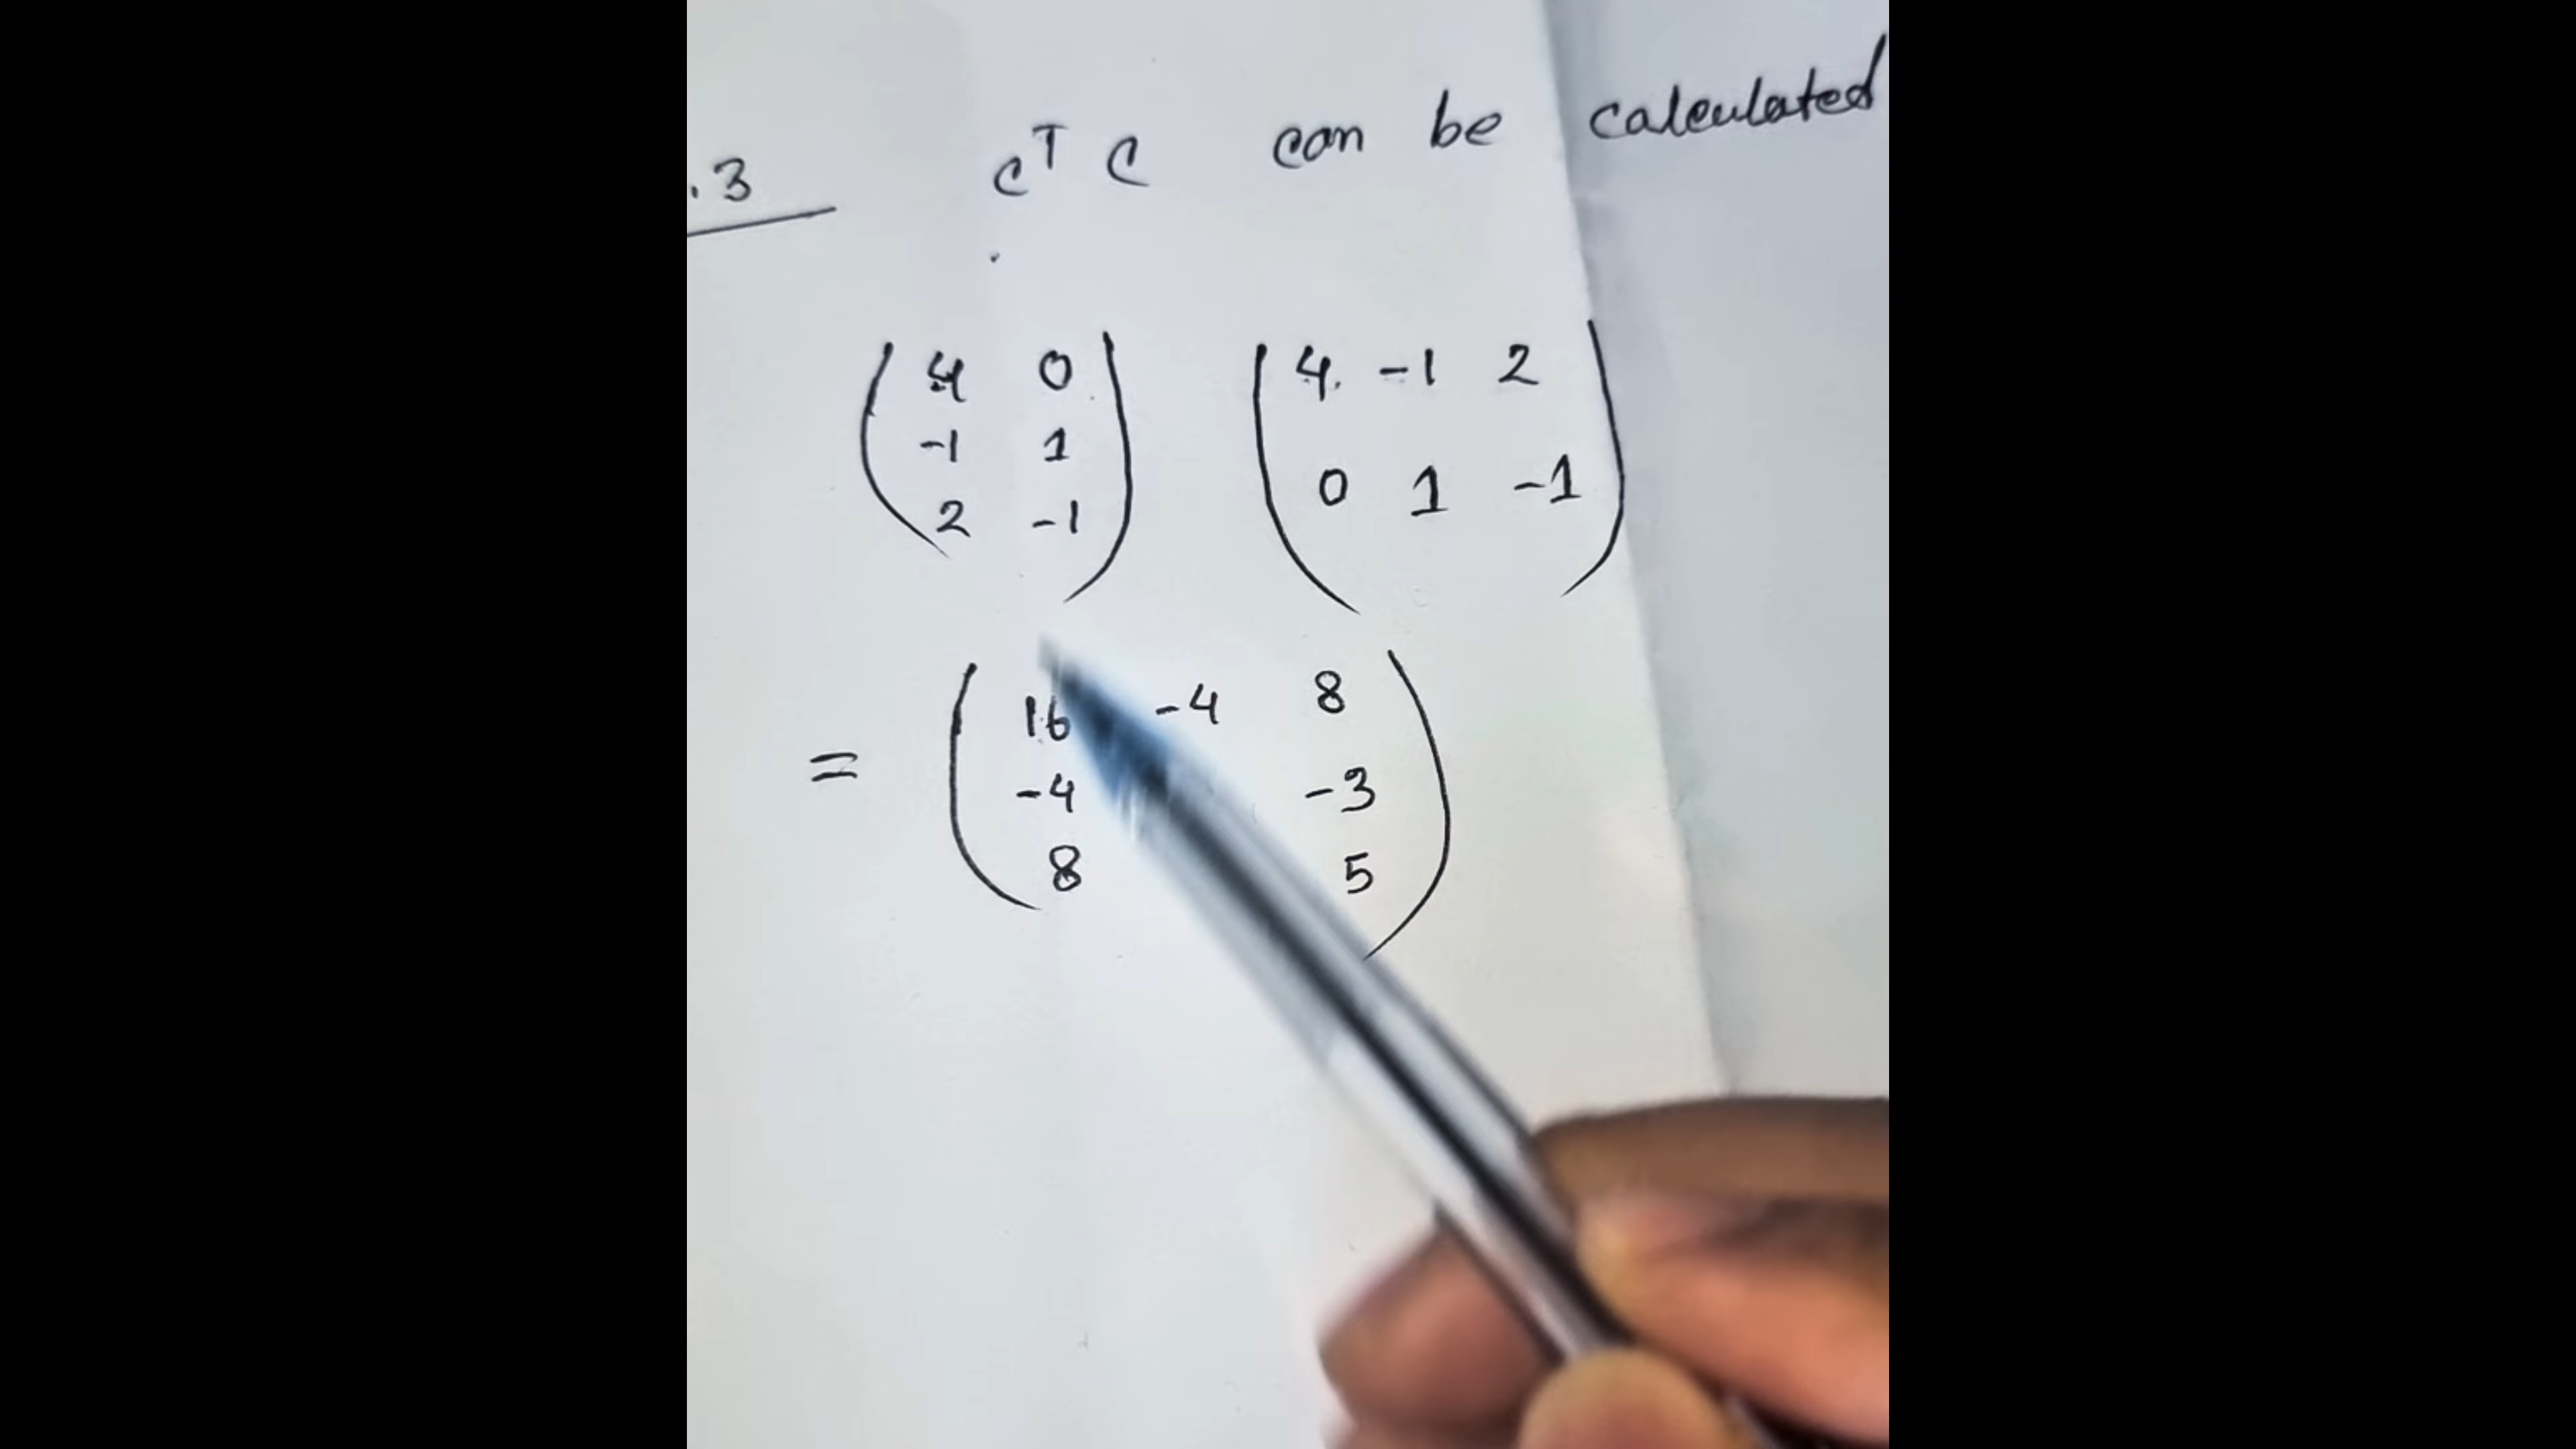 .3 cᵀ C can be calculated
4 0 4. -1 2
-1 1
0 1 -1
2 -1
16 -4 8
= -4 -3
8 5